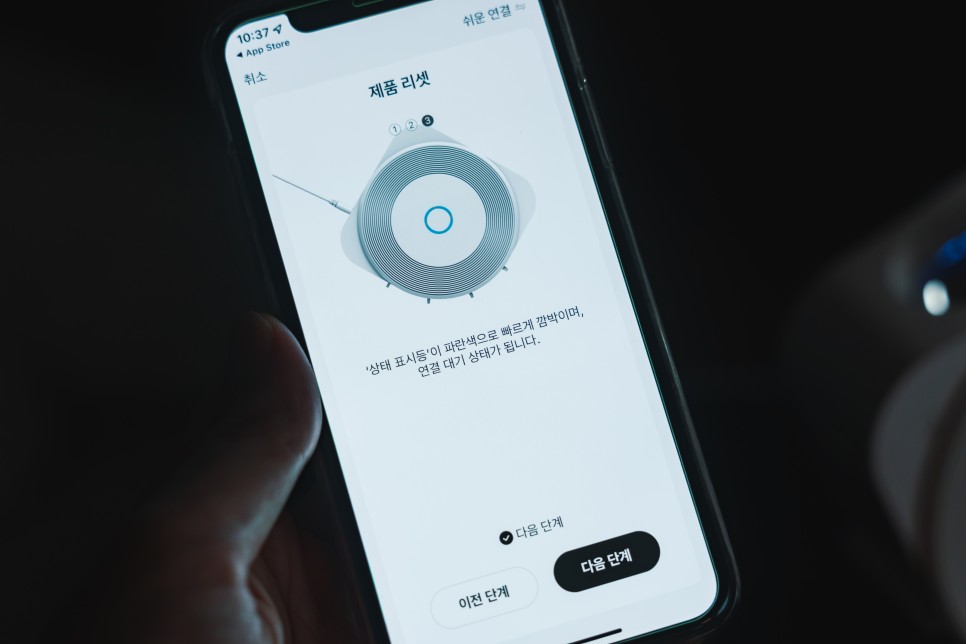 10:37
◀ App Store
쉬운 연결
취소
제품 리셋
1 2 3
'상태 표시등'이 파란색으로 빠르게 깜박이며,
연결 대기 상태가 됩니다.
다음 단계
이전 단계
다음 단계